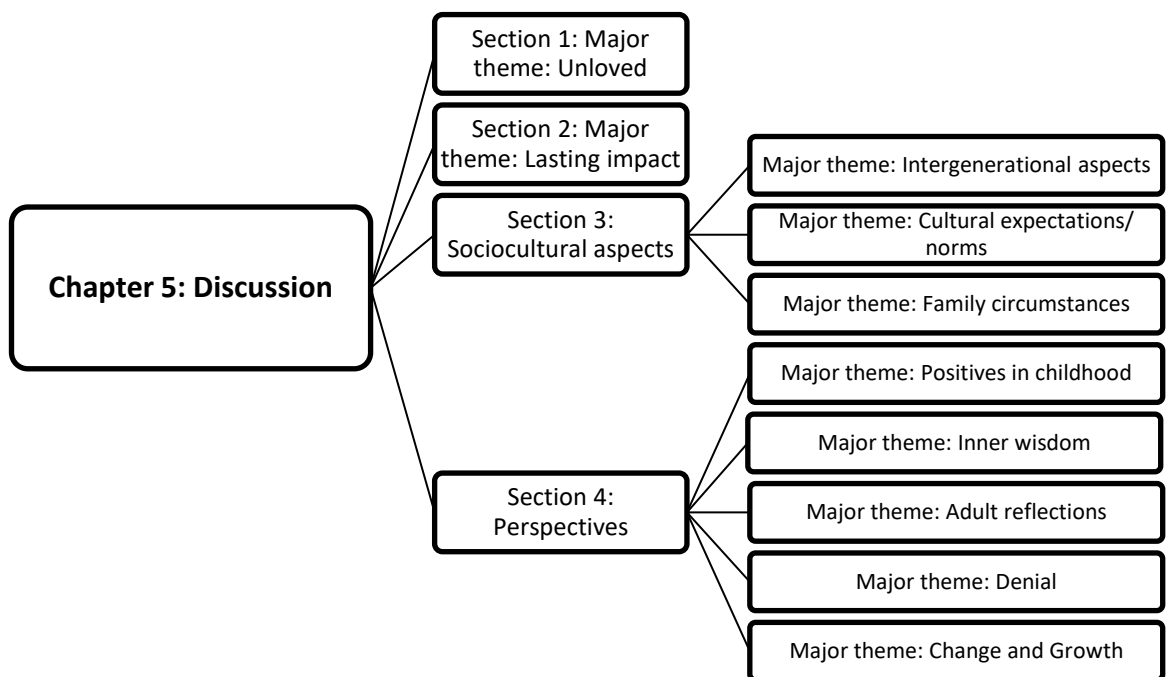 Chapter 5: Discussion
Section 1: Major
theme: Unloved
Section 2: Major
theme: Lasting impact
Section 3:
Sociocultural aspects
Major theme: Intergenerational aspects
Major theme: Cultural expectations/
norms
Major theme: Family circumstances
Section 4:
Perspectives
Major theme: Positives in childhood
Major theme: Inner wisdom
Major theme: Adult reflections
Major theme: Denial
Major theme: Change and Growth